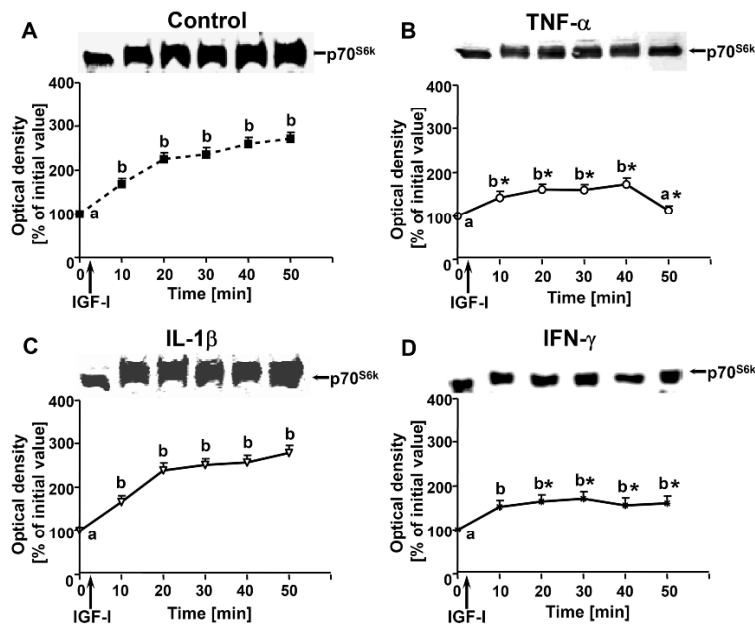 A Control
p70S6k
Optical density
[% of initial value]
400
300
200
100
0
a b b b b b
0 10 20 30 40 50
IGF-I
Time [min]
B TNF-α
p70S6k
Optical density
[% of initial value]
400
300
200
100
0
a b* b* b* b* a*
0 10 20 30 40 50
IGF-I
Time [min]
C IL-1β
p70S6k
Optical density
[% of initial value]
400
300
200
100
0
a b b b b b
0 10 20 30 40 50
IGF-I
Time [min]
D IFN-γ
p70S6k
Optical density
[% of initial value]
400
300
200
100
0
a b b* b* b* b*
0 10 20 30 40 50
IGF-I
Time [min]